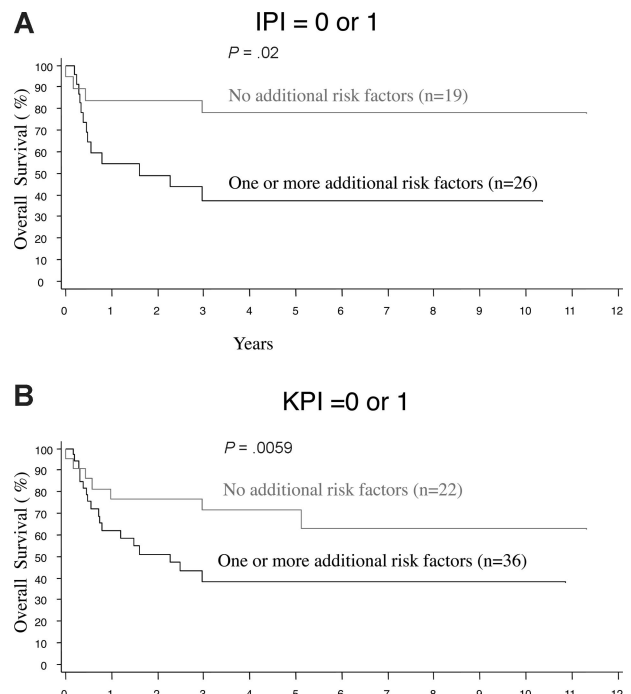 A
IPI = 0 or 1
P = .02
100
90
80
70
60
50
40
30
20
10
0
Overall Survival ( %)
No additional risk factors (n=19)
One or more additional risk factors (n=26)
0 1 2 3 4 5 6 7 8 9 10 11 12
Years
B
KPI =0 or 1
P = .0059
100
90
80
70
60
50
40
30
20
10
0
Overall Survival ( %)
No additional risk factors (n=22)
One or more additional risk factors (n=36)
0 1 2 3 4 5 6 7 8 9 10 11 12